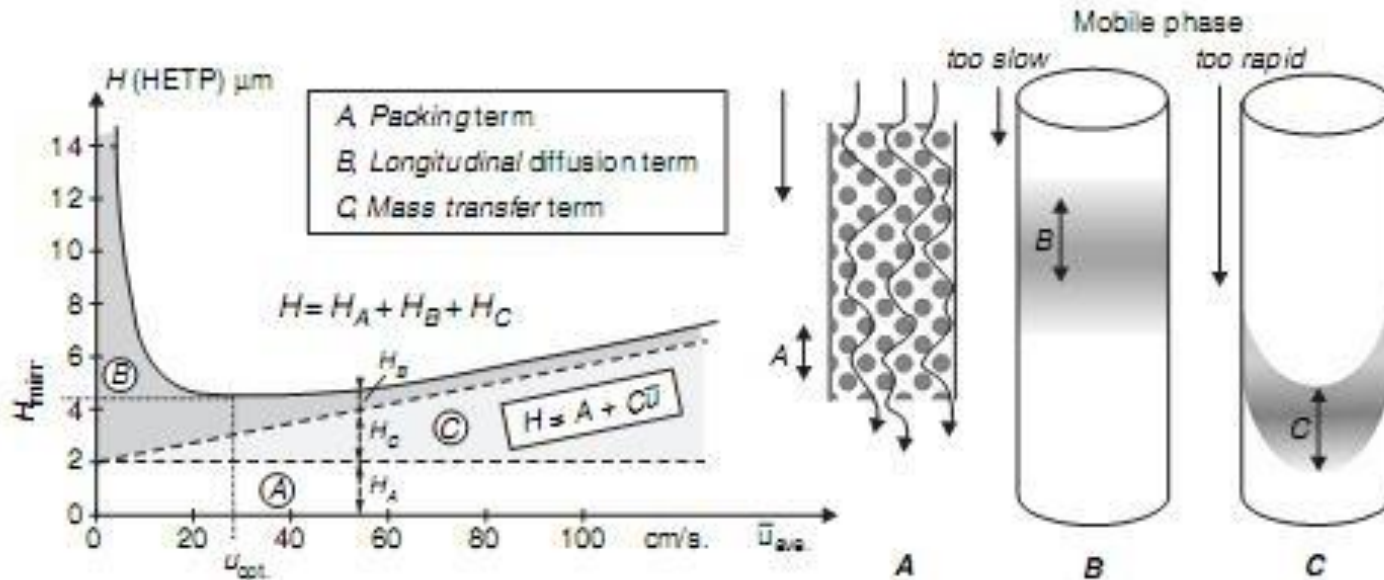 H (HETP) μm
A, Packing term
B, Longitudinal diffusion term
C, Mass transfer term
H = H_A + H_B + H_C
14
12
10
8
6
4
2
0
H_min
B
H_B
H_C
H_A
C
A
H = A + Cū
0
20
40
60
80
100
cm/s.
ū_ave.
u_opt.
A
A
Mobile phase
too slow
too rapid
B
B
C
C